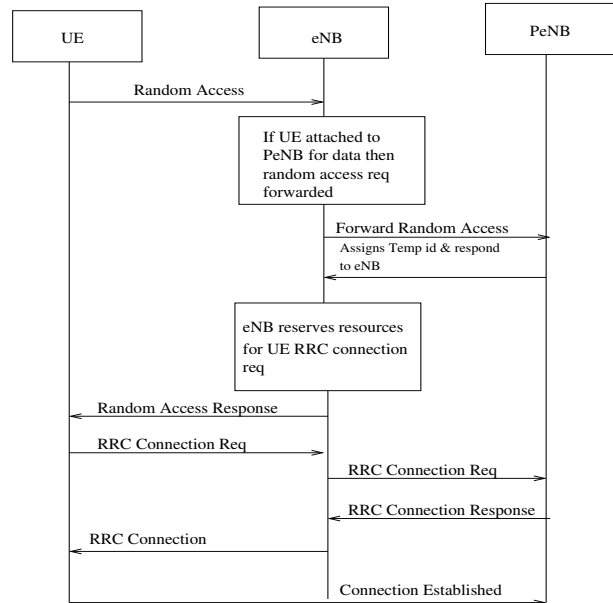 UE
eNB
PeNB
Random Access
If UE attached to
PeNB for data then
random access req
forwarded
Forward Random Access
Assigns Temp id & respond
to eNB
eNB reserves resources
for UE RRC connection
req
Random Access Response
RRC Connection Req
RRC Connection Req
RRC Connection Response
RRC Connection
Connection Established